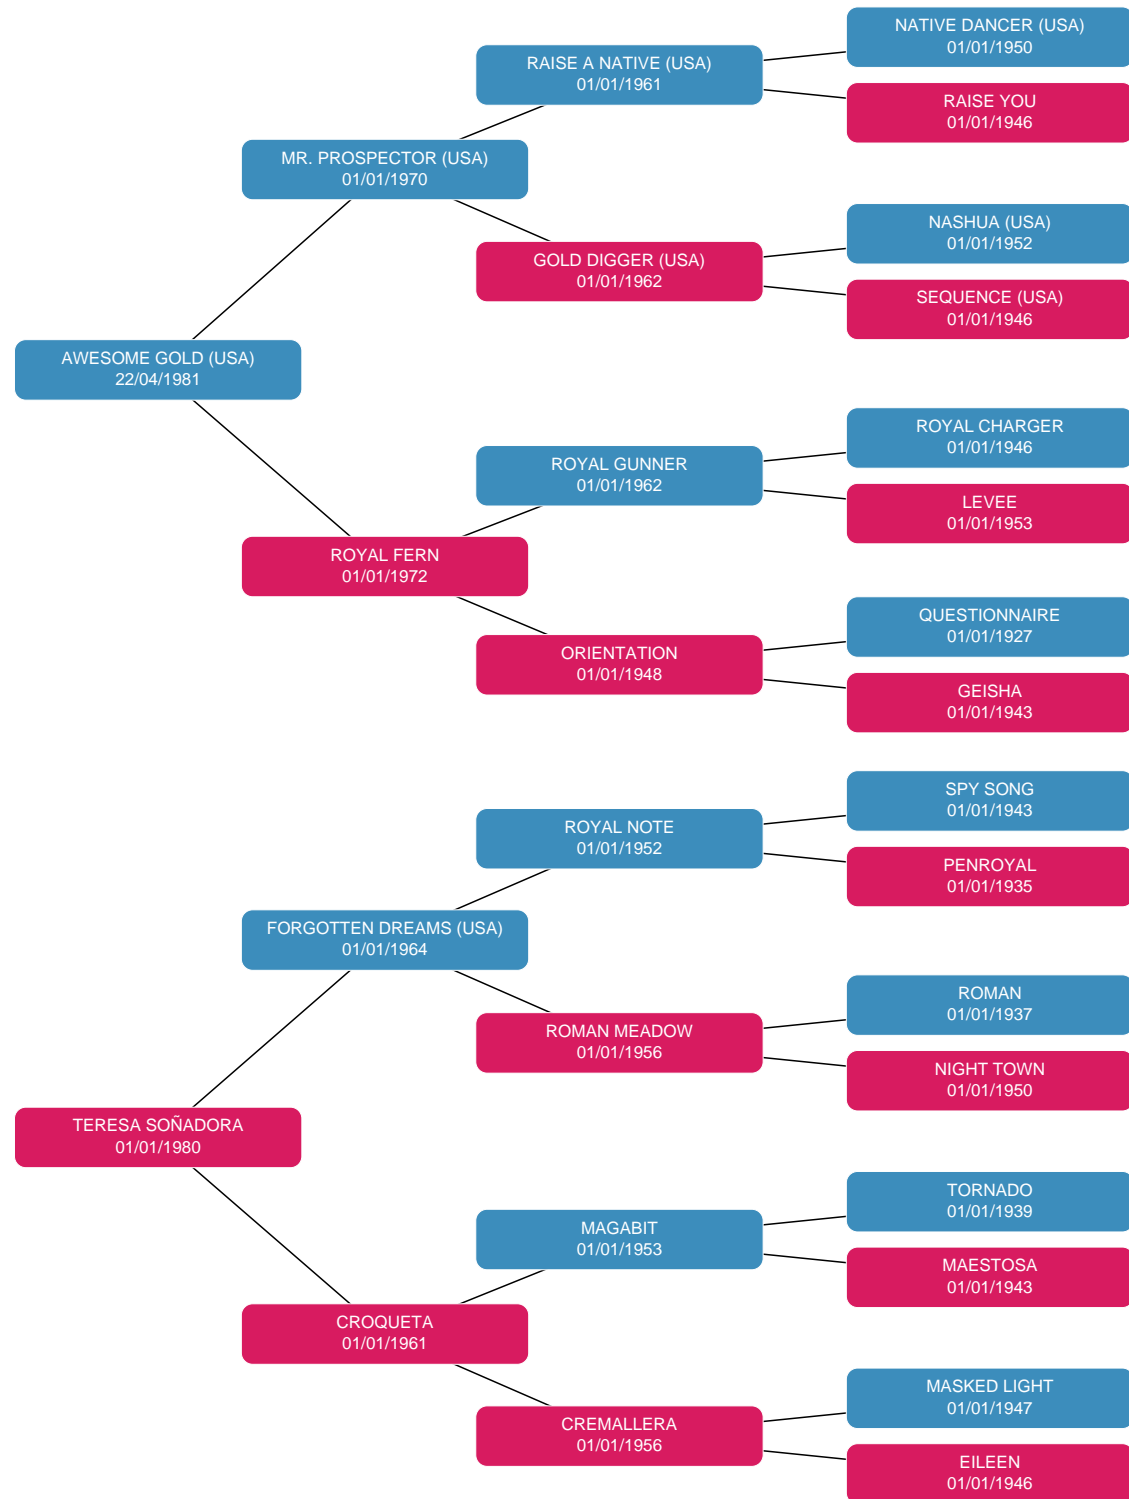 NATIVE DANCER (USA)
01/01/1950
RAISE A NATIVE (USA)
01/01/1961
RAISE YOU
01/01/1946
MR. PROSPECTOR (USA)
01/01/1970
NASHUA (USA)
01/01/1952
GOLD DIGGER (USA)
01/01/1962
SEQUENCE (USA)
01/01/1946
AWESOME GOLD (USA)
22/04/1981
ROYAL CHARGER
01/01/1946
ROYAL GUNNER
01/01/1962
LEVEE
01/01/1953
ROYAL FERN
01/01/1972
QUESTIONNAIRE
01/01/1927
ORIENTATION
01/01/1948
GEISHA
01/01/1943
SPY SONG
01/01/1943
ROYAL NOTE
01/01/1952
PENROYAL
01/01/1935
FORGOTTEN DREAMS (USA)
01/01/1964
ROMAN
01/01/1937
ROMAN MEADOW
01/01/1956
NIGHT TOWN
01/01/1950
TERESA SOÑADORA
01/01/1980
TORNADO
01/01/1939
MAGABIT
01/01/1953
MAESTOSA
01/01/1943
CROQUETA
01/01/1961
MASKED LIGHT
01/01/1947
CREMALLERA
01/01/1956
EILEEN
01/01/1946